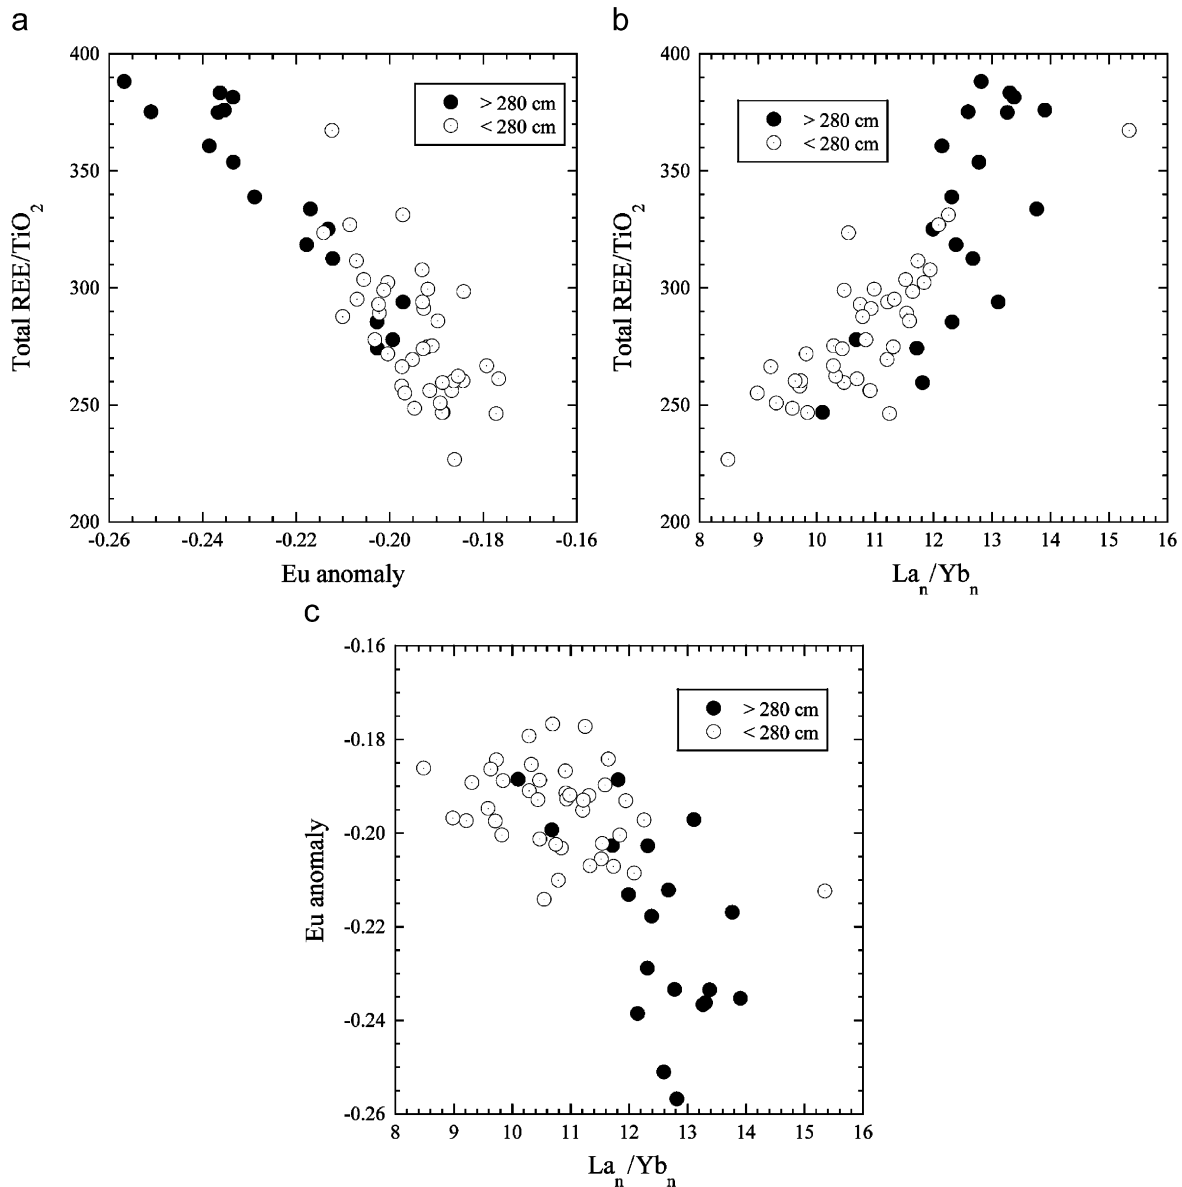 a
400
350
300
250
200
Total REE/TiO2
-0.26 -0.24 -0.22 -0.20 -0.18 -0.16
Eu anomaly
> 280 cm
< 280 cm
b
400
350
300
250
200
Total REE/TiO2
8 9 10 11 12 13 14 15 16
Lan/Ybn
> 280 cm
< 280 cm
c
-0.16
-0.18
-0.20
-0.22
-0.24
-0.26
Eu anomaly
8 9 10 11 12 13 14 15 16
Lan/Ybn
> 280 cm
< 280 cm